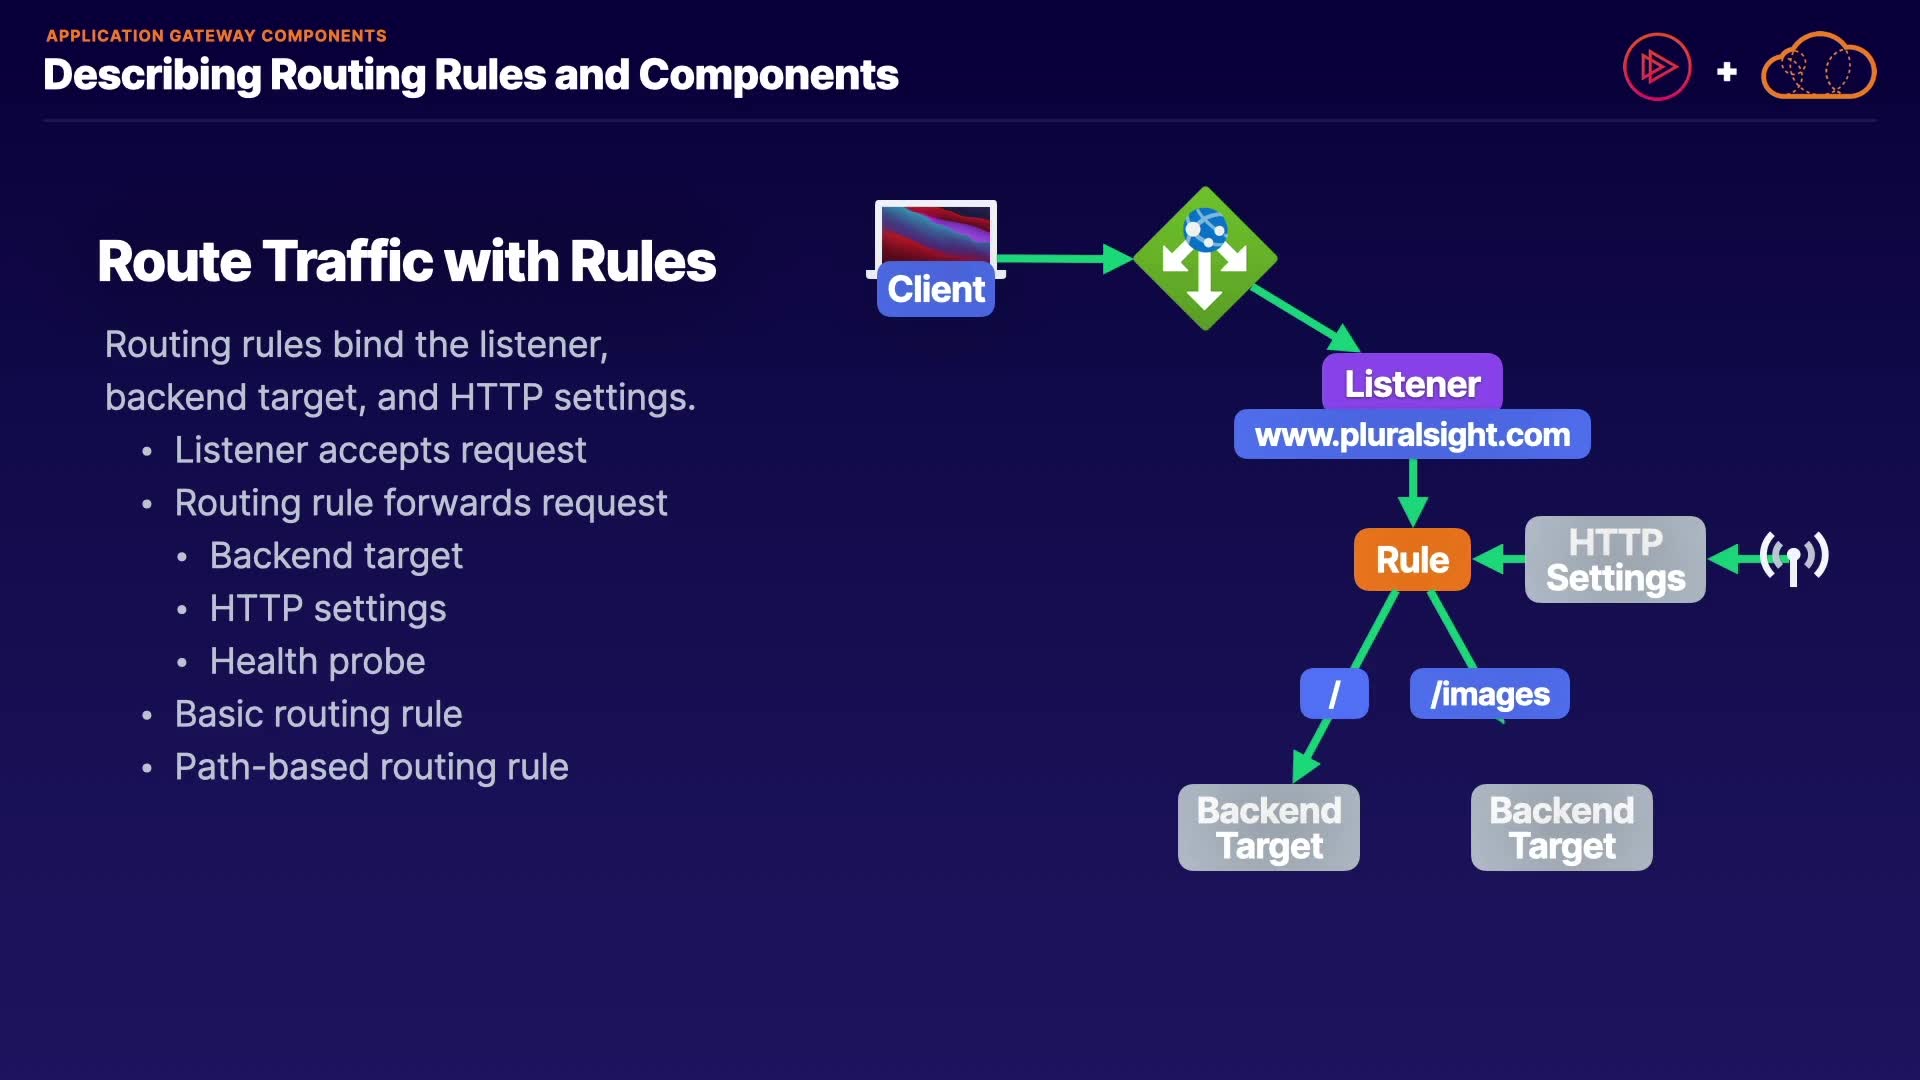 APPLICATION GATEWAY COMPONENTS
Describing Routing Rules and Components
Route Traffic with Rules
Routing rules bind the listener,
backend target, and HTTP settings.
• Listener accepts request
• Routing rule forwards request
• Backend target
• HTTP settings
• Health probe
• Basic routing rule
• Path-based routing rule
Client
Listener
www.pluralsight.com
Rule
HTTP
Settings
/
/images
Backend
Target
Backend
Target